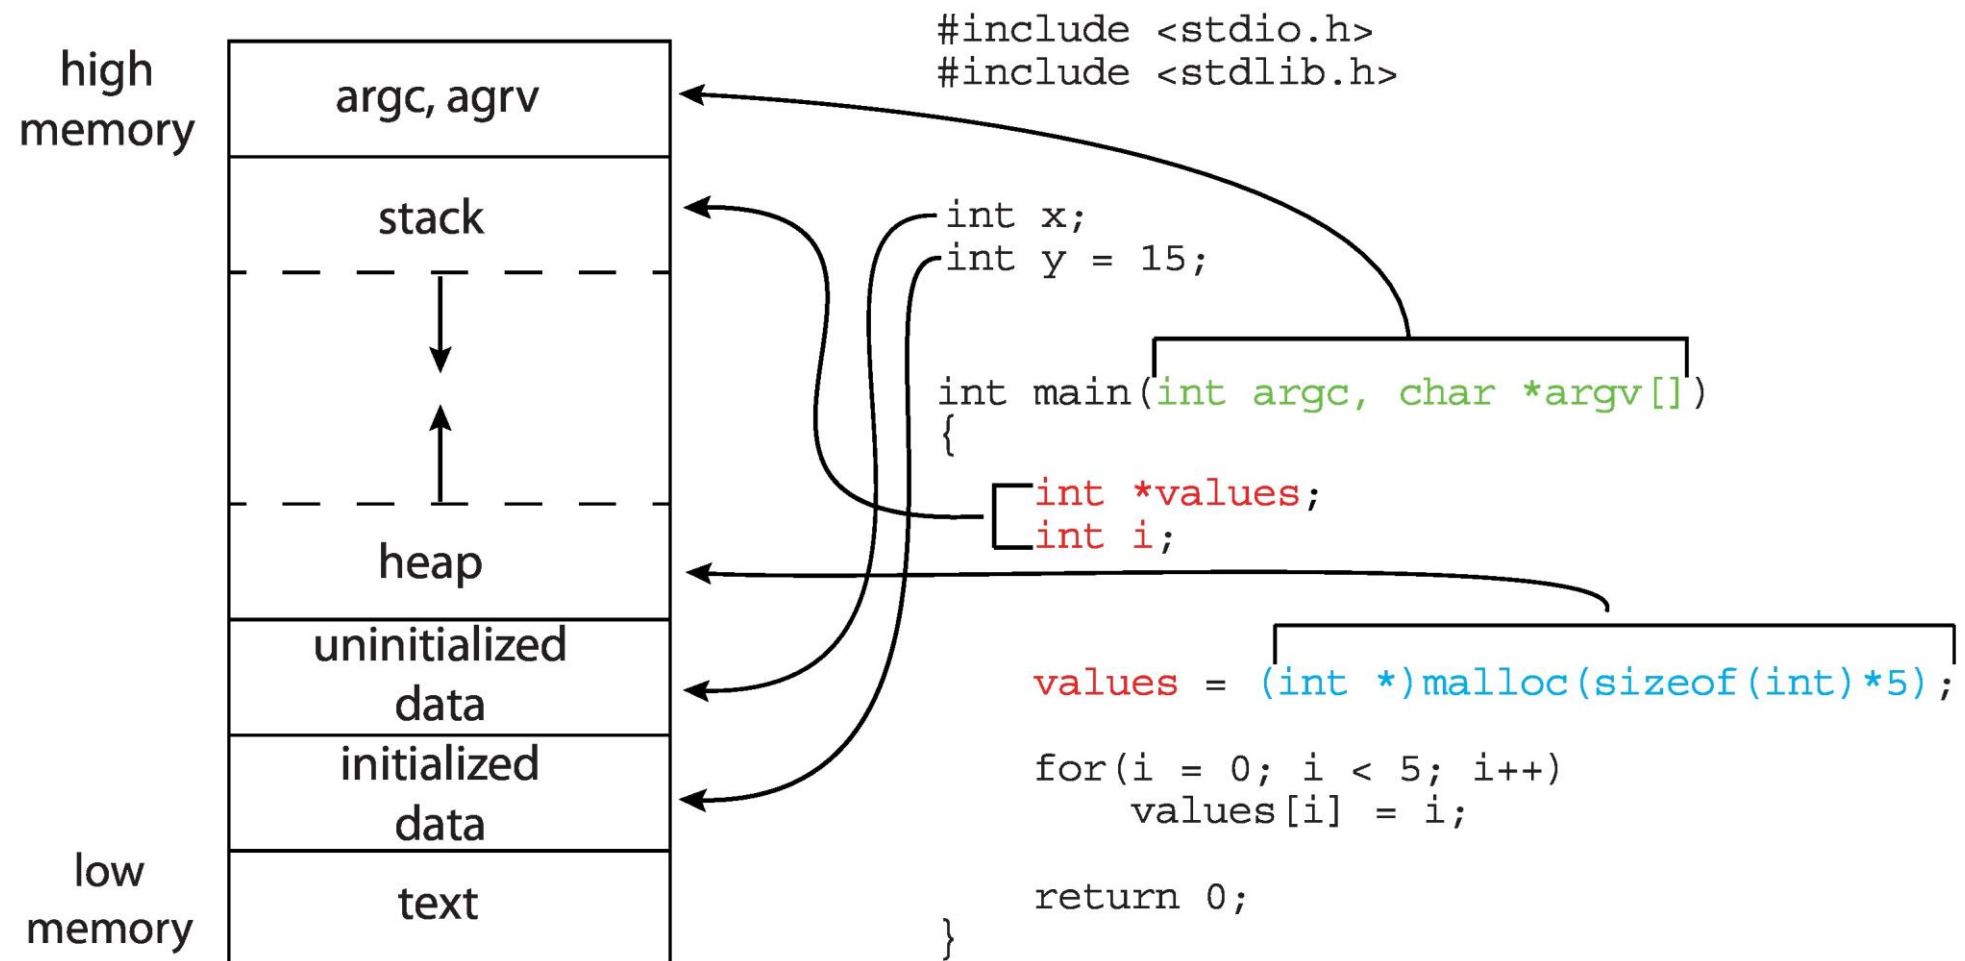 high
memory
argc, agrv
stack
heap
uninitialized
data
initialized
data
low
memory
text
#include <stdio.h>
#include <stdlib.h>
int x;
int y = 15;
int main(int argc, char *argv[])
{
int *values;
int i;
values = (int *)malloc(sizeof(int)*5);
for(i = 0; i < 5; i++)
values[i] = i;
return 0;
}